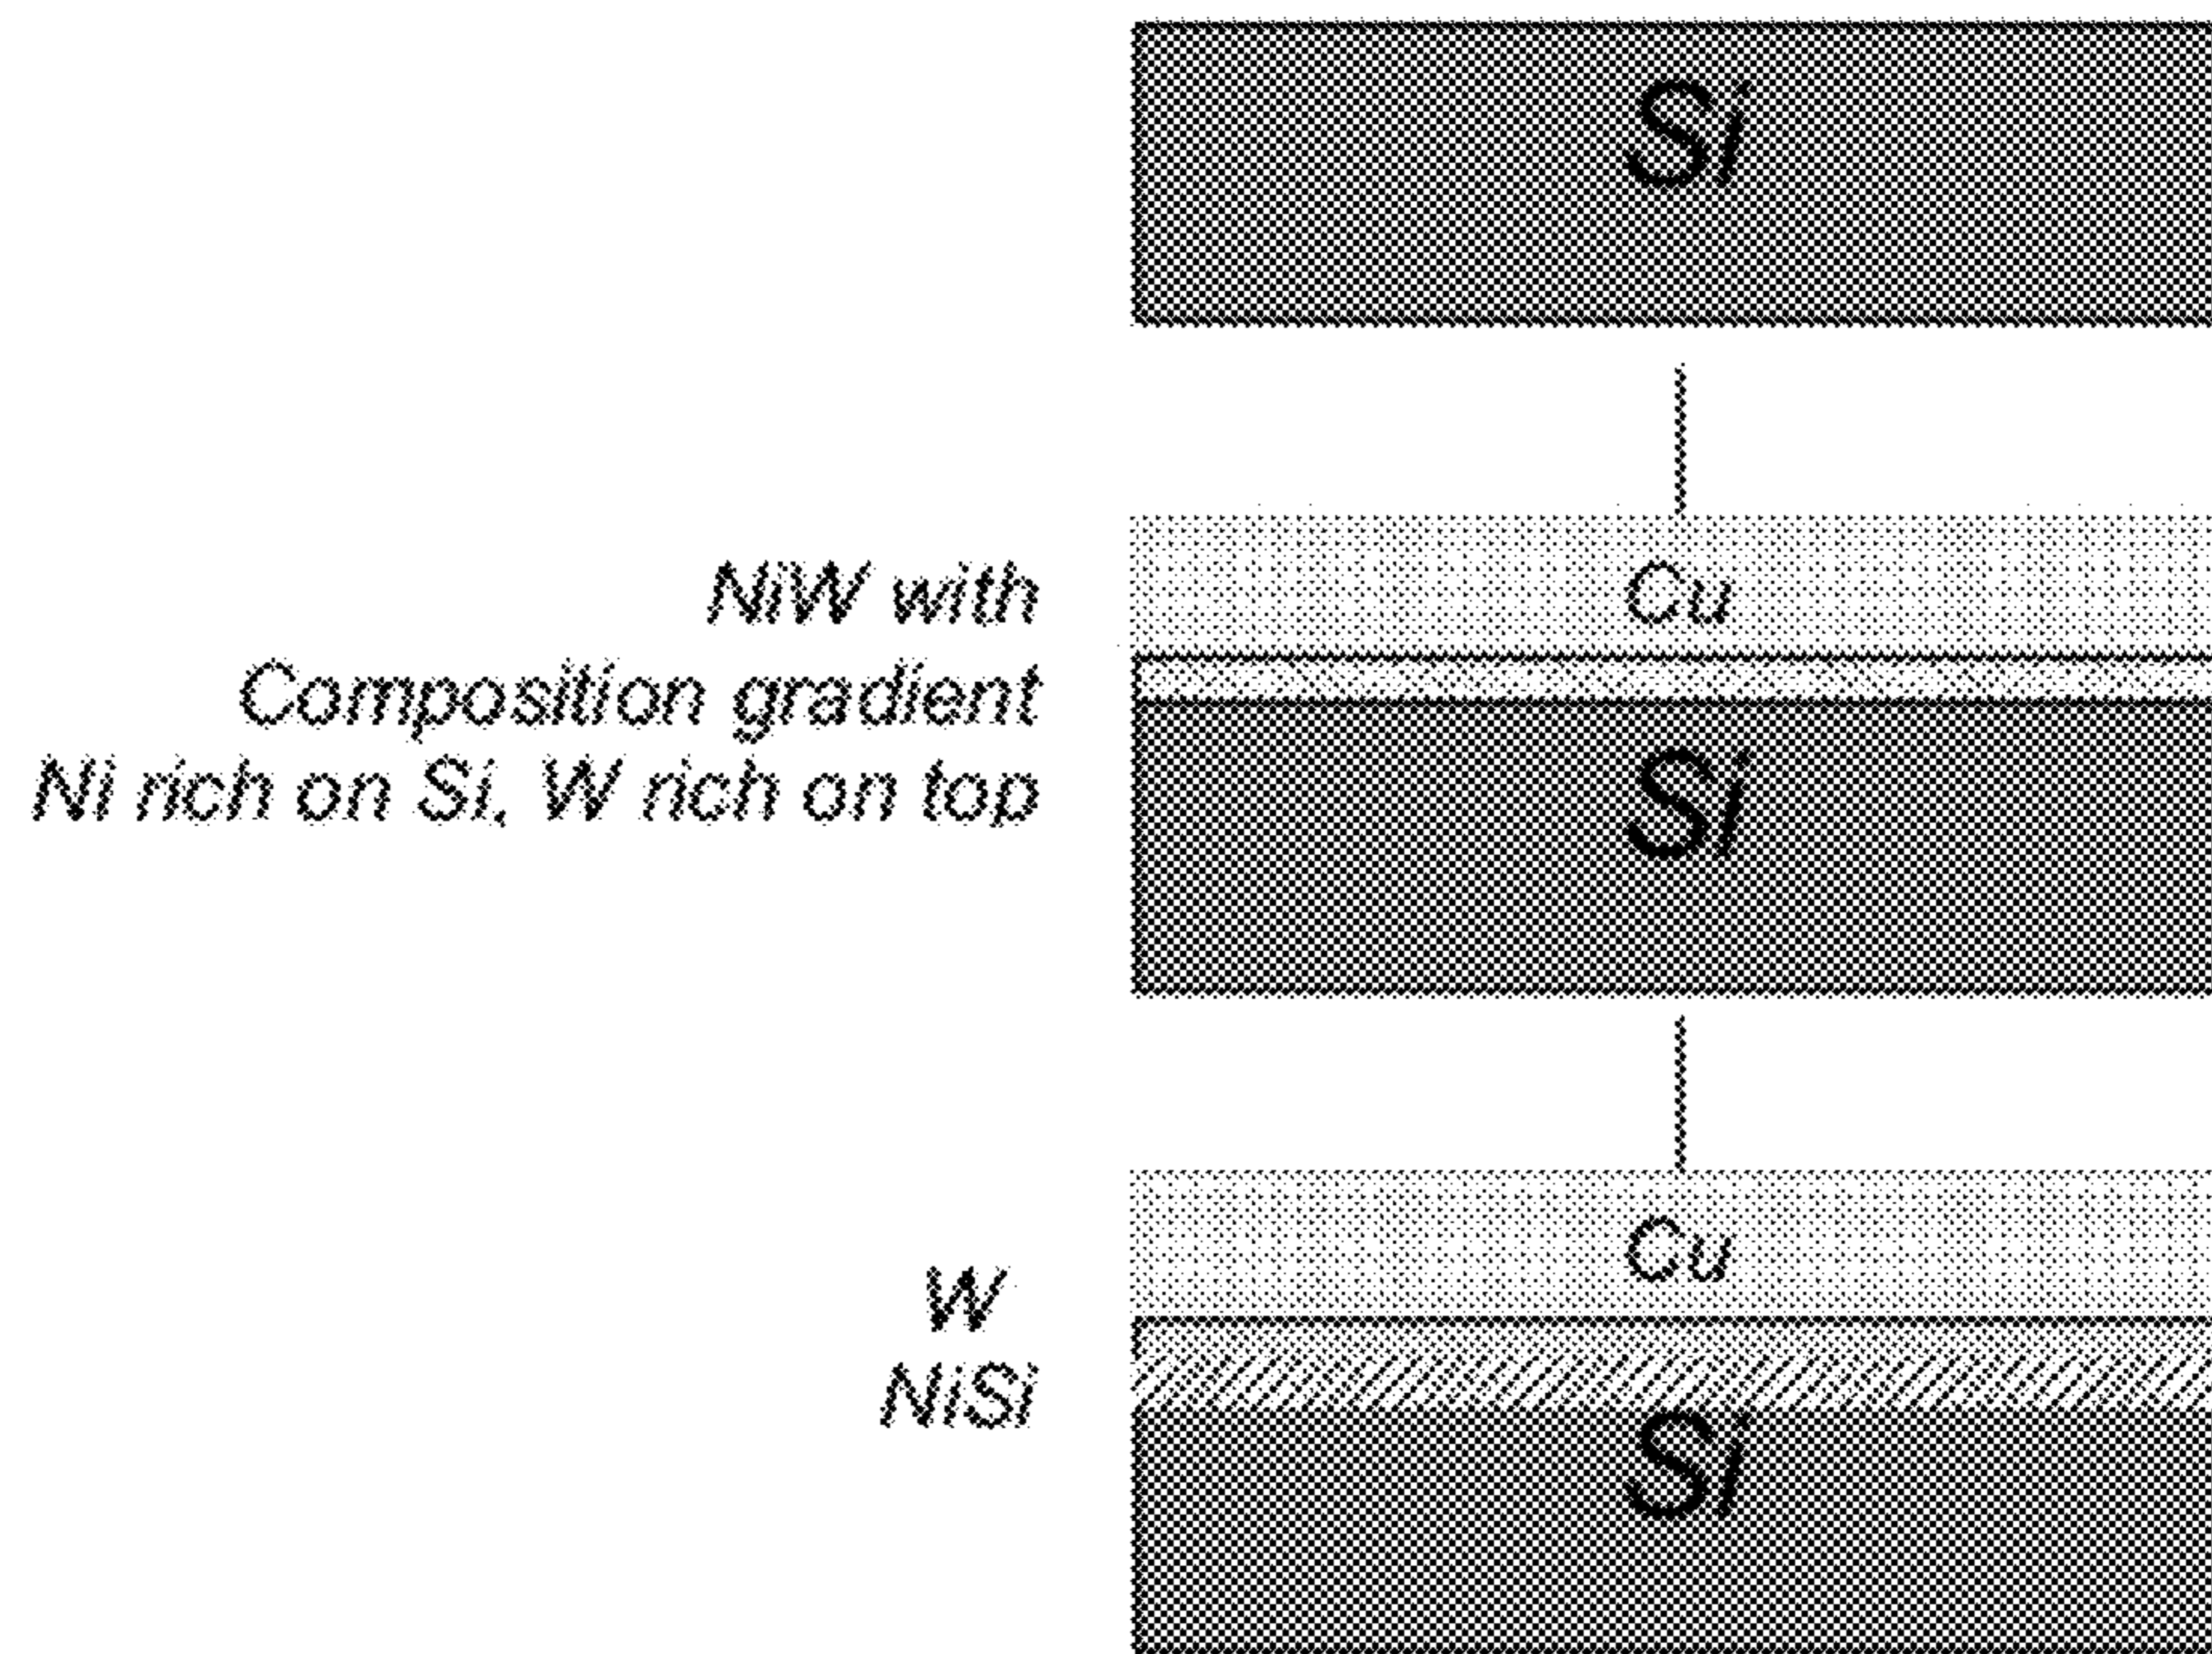 Si
Cu
NiW with
Composition gradient
Ni rich on Si, W rich on top
Si
Cu
W
NiSi
Si